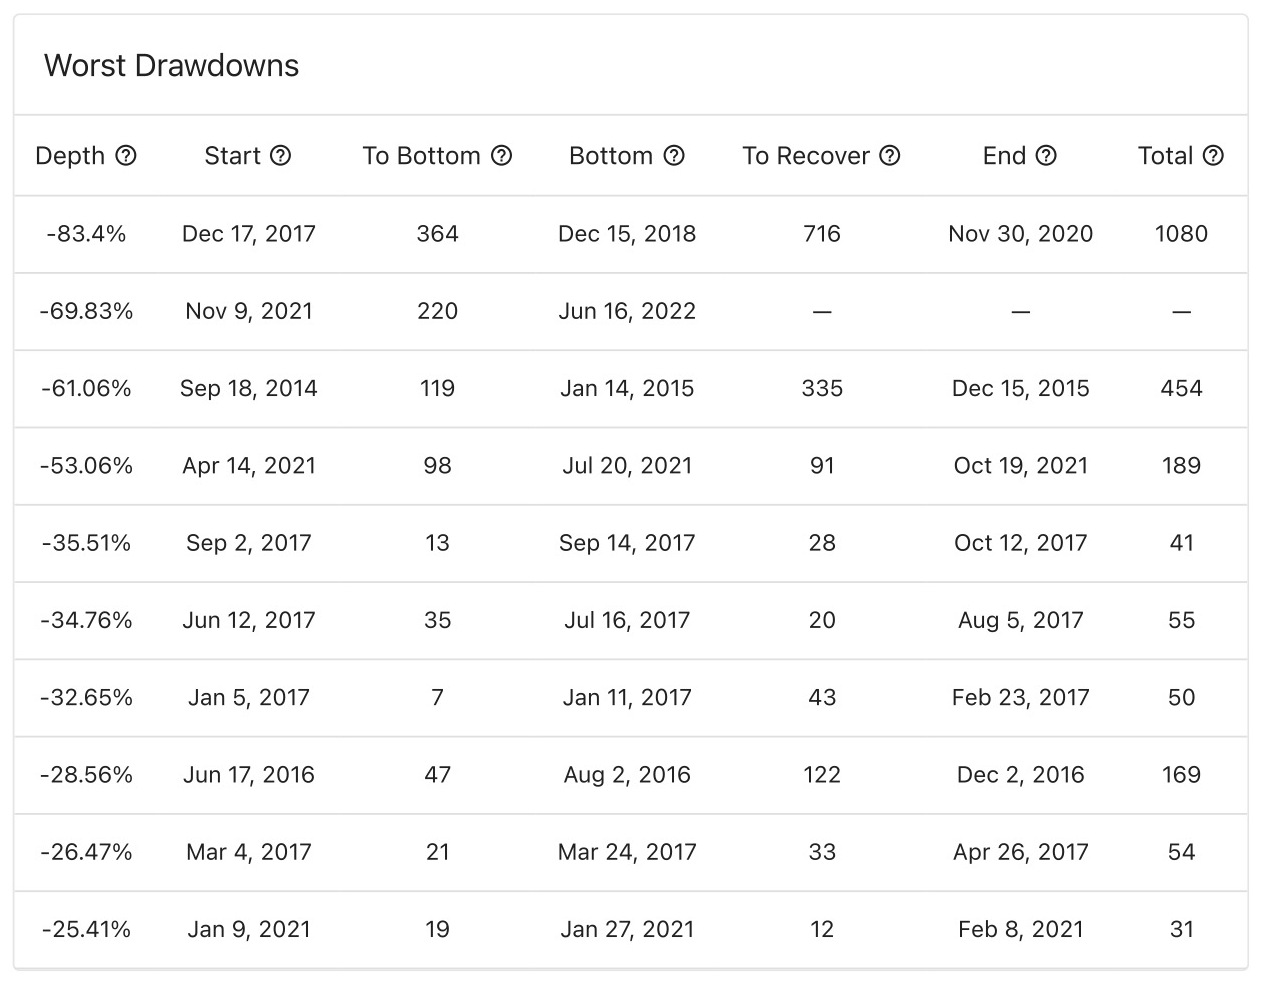 Worst Drawdowns
Depth ? Start ? To Bottom ? Bottom ? To Recover ? End ? Total ?
-83.4% Dec 17, 2017 364 Dec 15, 2018 716 Nov 30, 2020 1080
-69.83% Nov 9, 2021 220 Jun 16, 2022 — — —
-61.06% Sep 18, 2014 119 Jan 14, 2015 335 Dec 15, 2015 454
-53.06% Apr 14, 2021 98 Jul 20, 2021 91 Oct 19, 2021 189
-35.51% Sep 2, 2017 13 Sep 14, 2017 28 Oct 12, 2017 41
-34.76% Jun 12, 2017 35 Jul 16, 2017 20 Aug 5, 2017 55
-32.65% Jan 5, 2017 7 Jan 11, 2017 43 Feb 23, 2017 50
-28.56% Jun 17, 2016 47 Aug 2, 2016 122 Dec 2, 2016 169
-26.47% Mar 4, 2017 21 Mar 24, 2017 33 Apr 26, 2017 54
-25.41% Jan 9, 2021 19 Jan 27, 2021 12 Feb 8, 2021 31